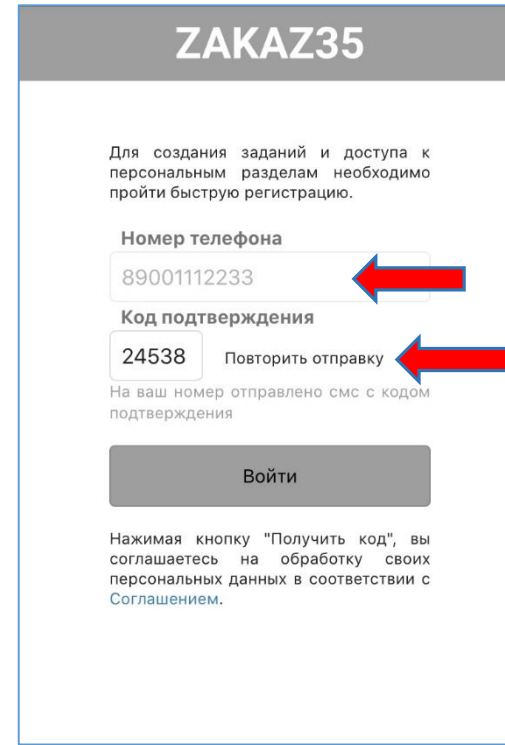 ZAKAZ35
Для создания заданий и доступа к
персональным разделам необходимо
пройти быструю регистрацию.
Номер телефона
89001112233
Код подтверждения
24538 Повторить отправку
На ваш номер отправлено смс с кодом
подтверждения
Войти
Нажимая кнопку "Получить код", вы
соглашаетесь на обработку своих
персональных данных в соответствии с
Соглашением.